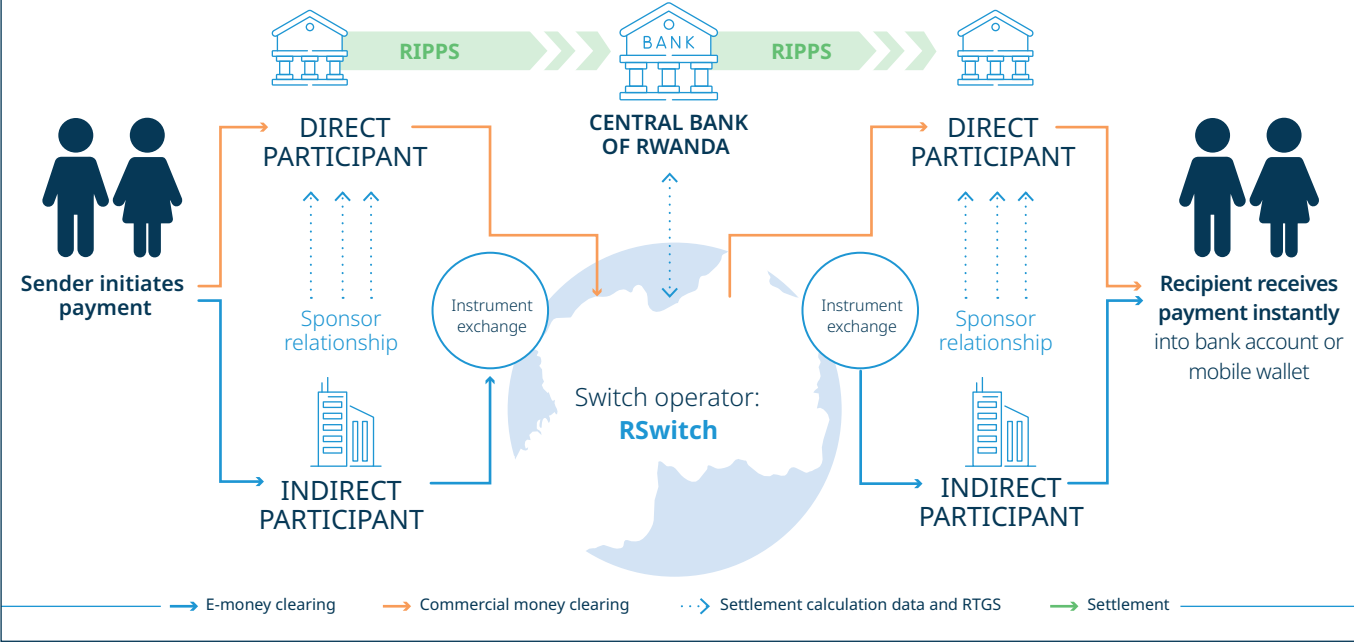 RIPPS
BANK
RIPPS
CENTRAL BANK
OF RWANDA
DIRECT
PARTICIPANT
DIRECT
PARTICIPANT
Sender initiates
payment
Sponsor
relationship
Instrument
exchange
Instrument
exchange
Sponsor
relationship
Recipient receives
payment instantly
into bank account or
mobile wallet
Switch operator:
RSwitch
INDIRECT
PARTICIPANT
INDIRECT
PARTICIPANT
E-money clearing
Commercial money clearing
Settlement calculation data and RTGS
Settlement